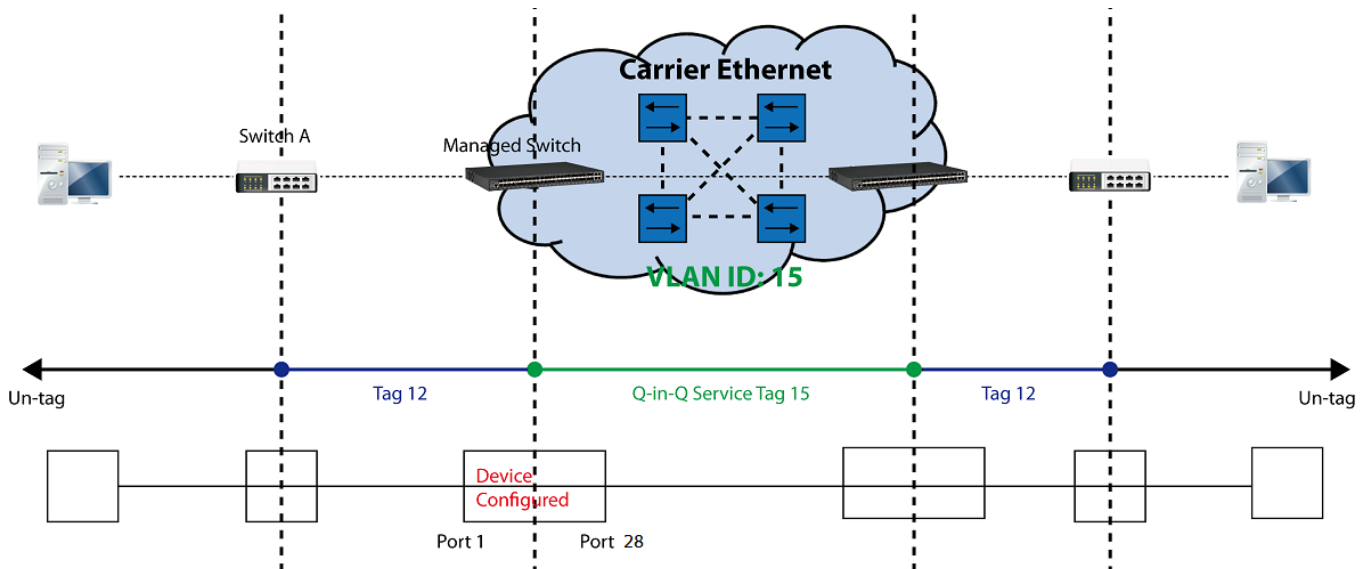 Carrier Ethernet
Switch A
Managed Switch
VLAN ID: 15
Un-tag
Tag 12
Q-in-Q Service Tag 15
Tag 12
Un-tag
Device
Configured
Port 1
Port 28